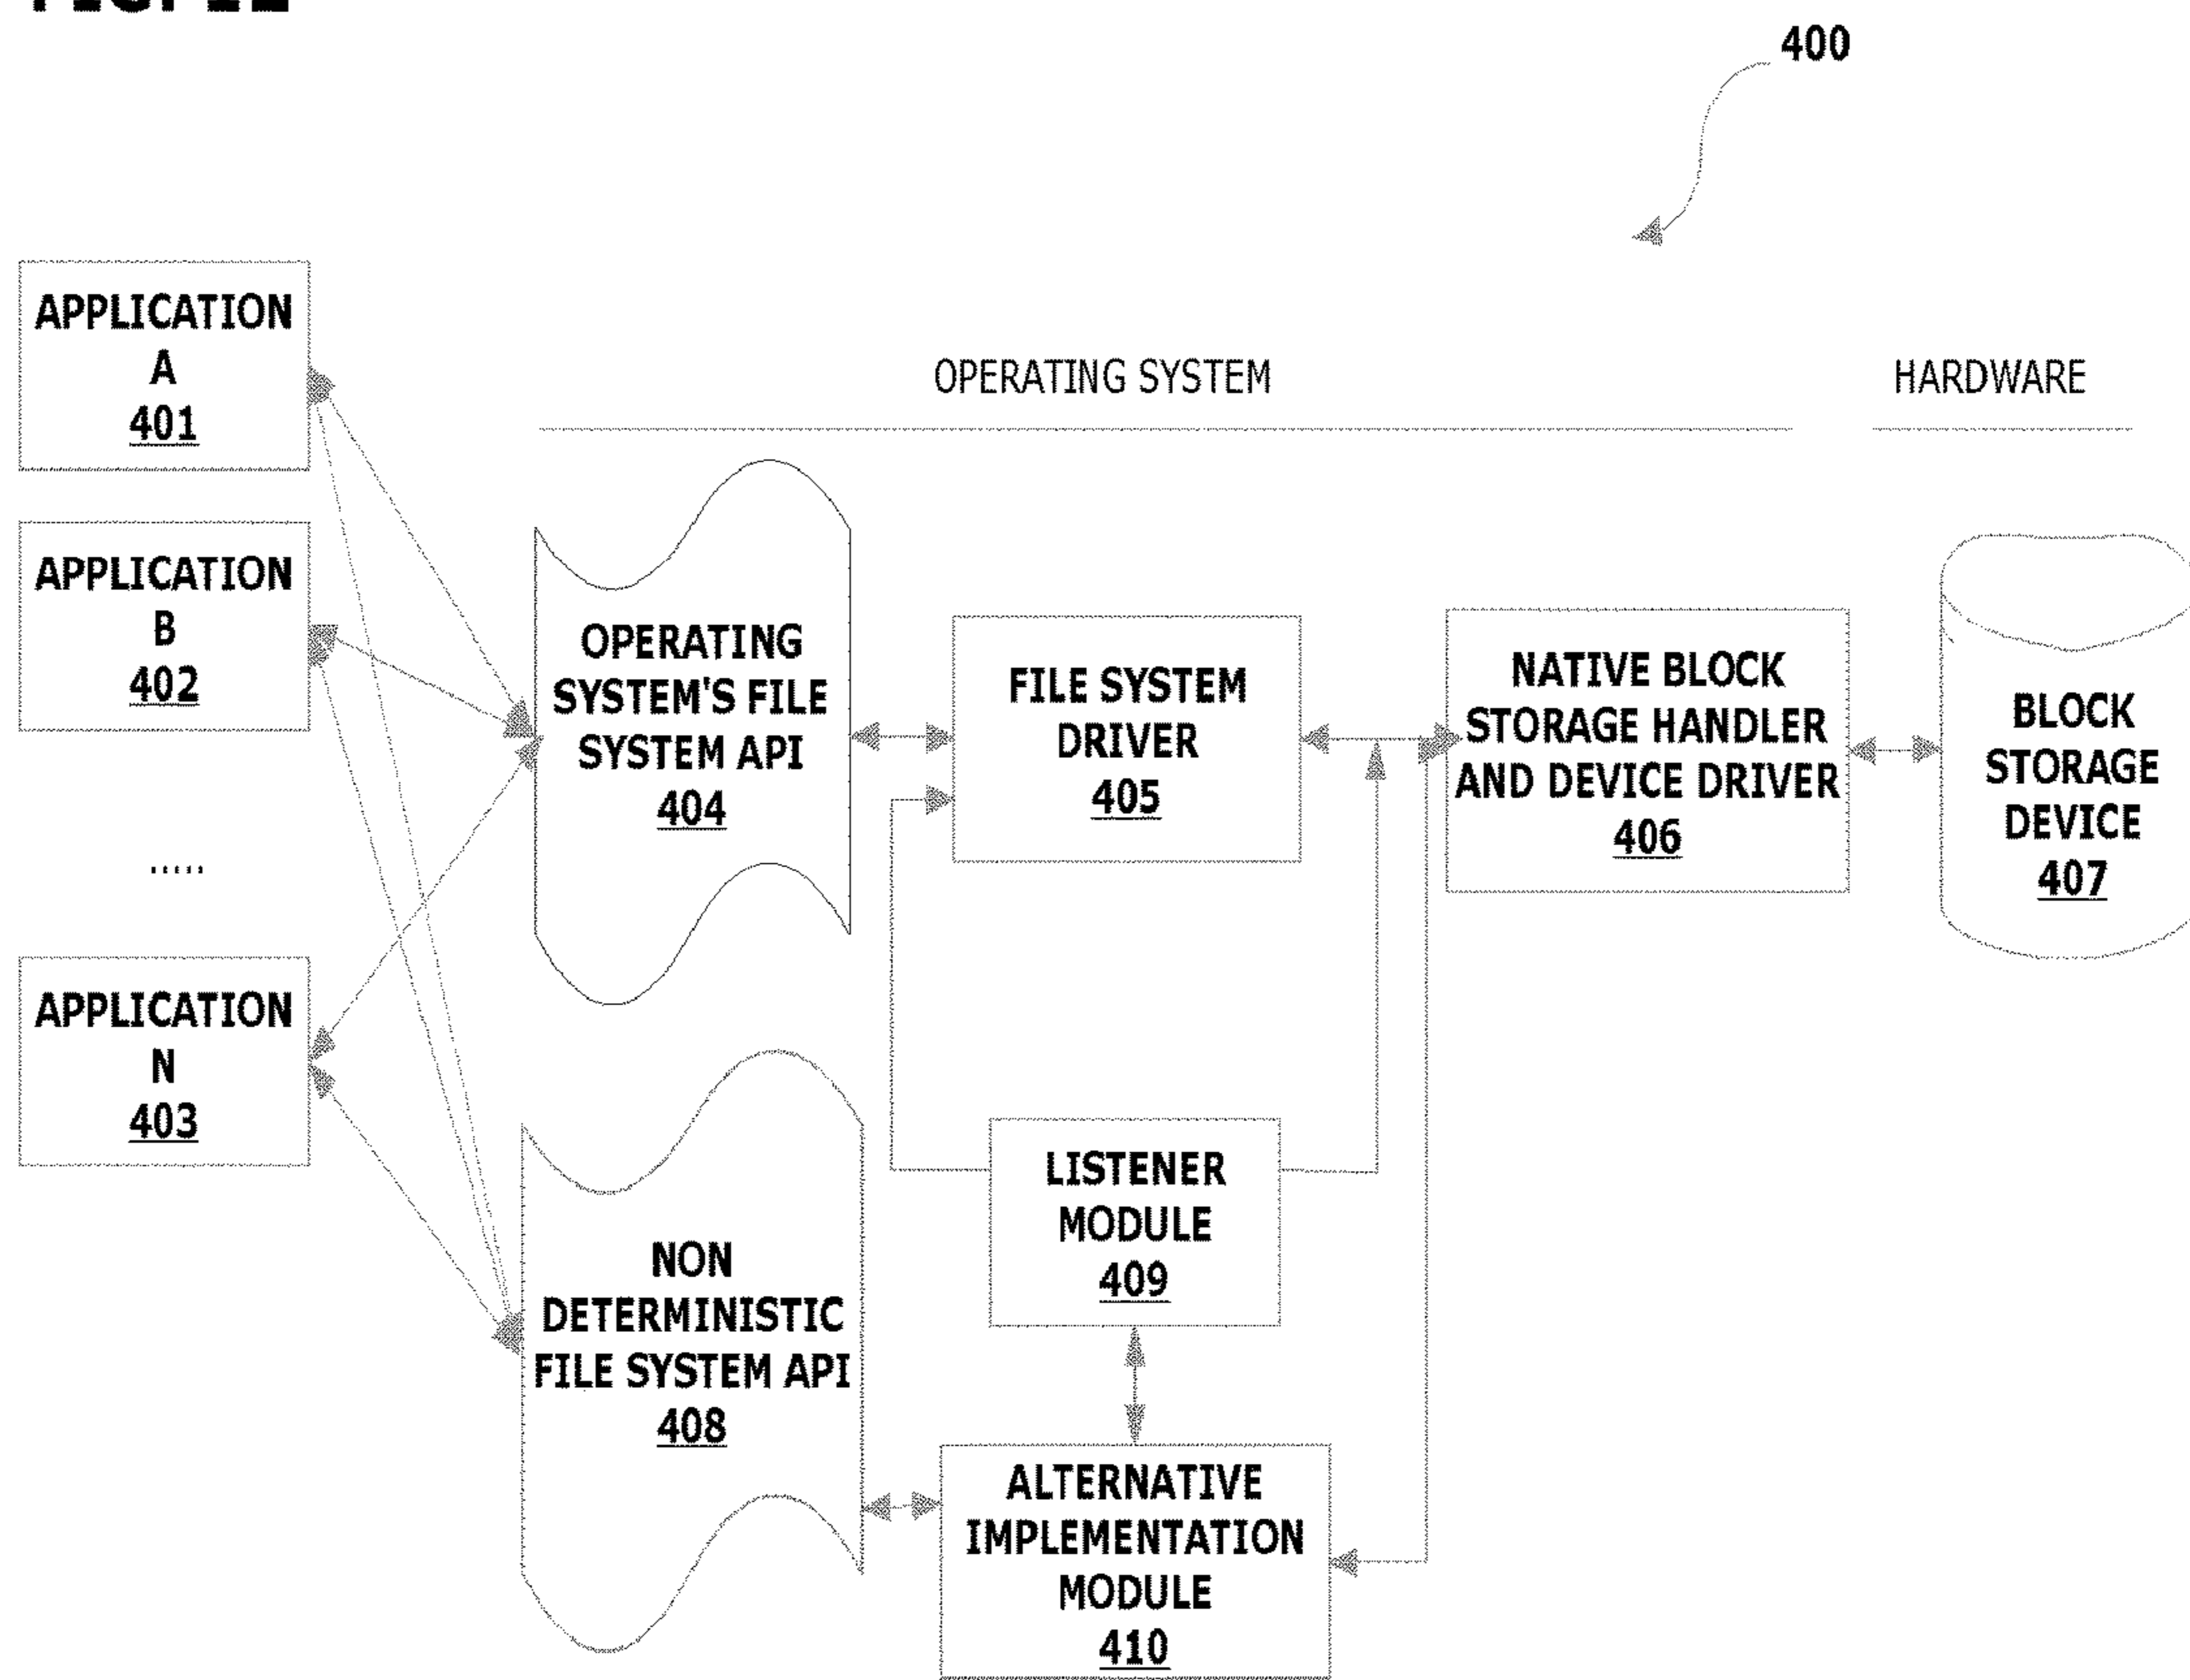 400
OPERATING SYSTEM
HARDWARE
APPLICATION
A
401
APPLICATION
B
402
.....
APPLICATION
N
403
OPERATING
SYSTEM'S FILE
SYSTEM API
404
FILE SYSTEM
DRIVER
405
NATIVE BLOCK
STORAGE HANDLER
AND DEVICE DRIVER
406
BLOCK
STORAGE
DEVICE
407
NON
DETERMINISTIC
FILE SYSTEM API
408
LISTENER
MODULE
409
ALTERNATIVE
IMPLEMENTATION
MODULE
410